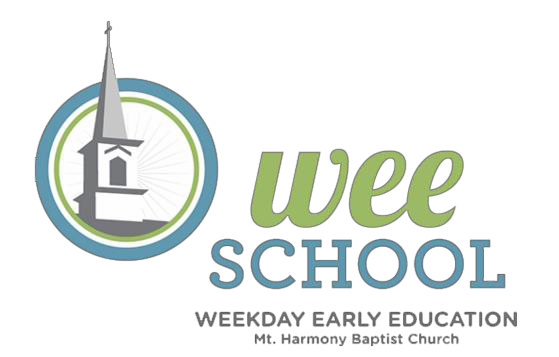 wee
SCHOOL
WEEKDAY EARLY EDUCATION
Mt. Harmony Baptist Church